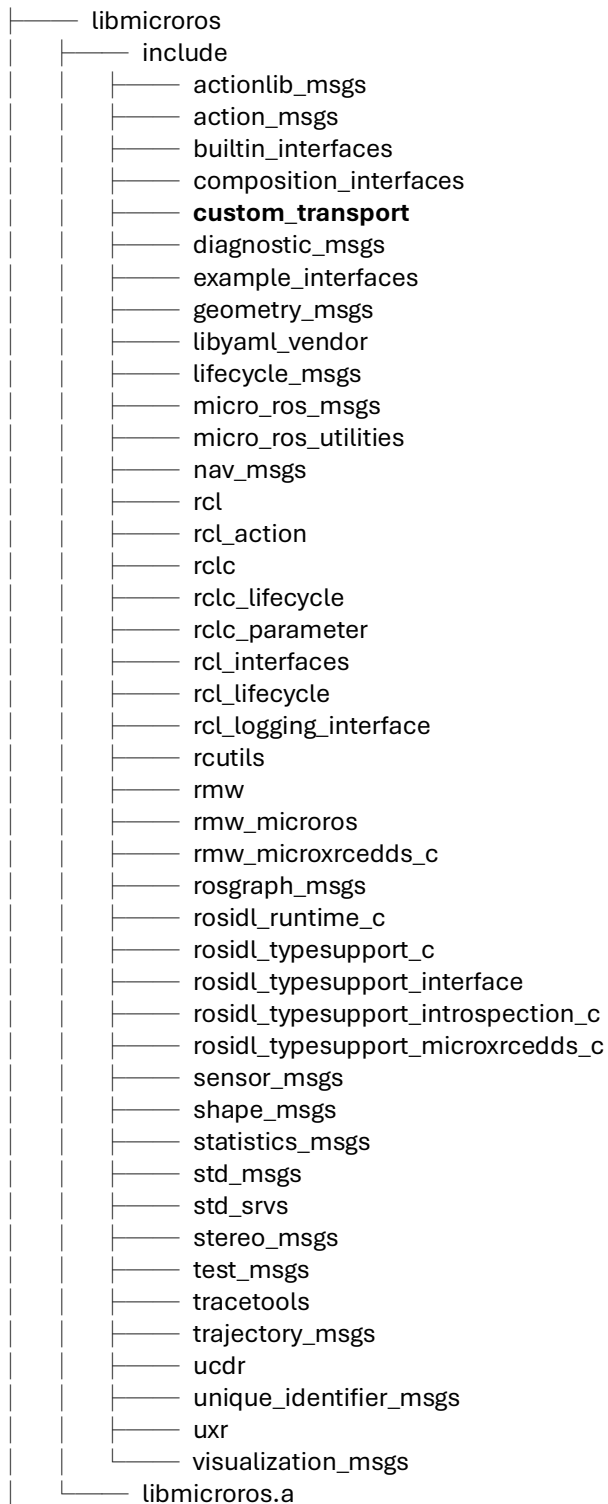 libmicroros
include
actionlib_msgs
action_msgs
builtin_interfaces
composition_interfaces
custom_transport
diagnostic_msgs
example_interfaces
geometry_msgs
libyaml_vendor
lifecycle_msgs
micro_ros_msgs
micro_ros_utilities
nav_msgs
rcl
rcl_action
rclc
rclc_lifecycle
rclc_parameter
rcl_interfaces
rcl_lifecycle
rcl_logging_interface
rcutils
rmw
rmw_microros
rmw_microxrcedds_c
rosgraph_msgs
rosidl_runtime_c
rosidl_typesupport_c
rosidl_typesupport_interface
rosidl_typesupport_introspection_c
rosidl_typesupport_microxrcedds_c
sensor_msgs
shape_msgs
statistics_msgs
std_msgs
std_srvs
stereo_msgs
test_msgs
tracetools
trajectory_msgs
ucdr
unique_identifier_msgs
uxr
visualization_msgs
libmicroros.a